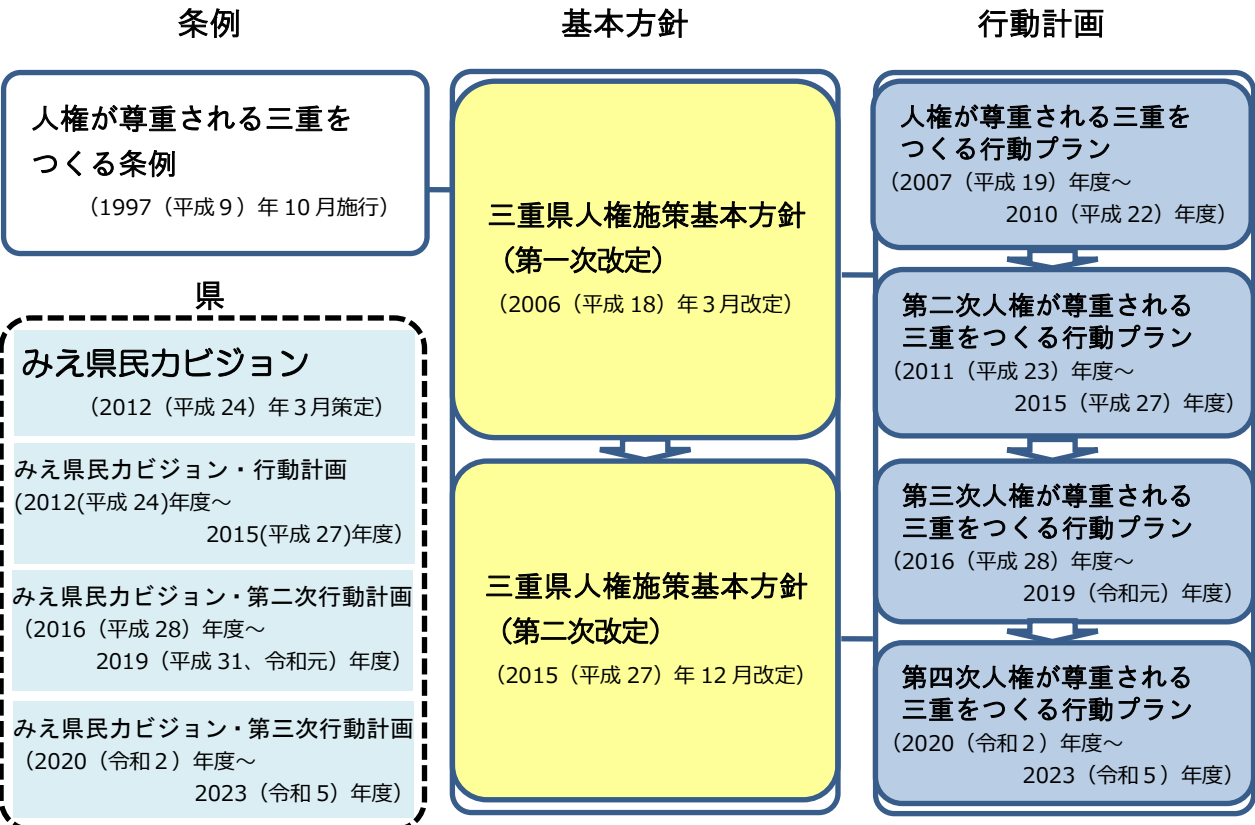 条例
人権が尊重される三重を
つくる条例
（1997（平成９）年 10 月施行）
県
みえ県民力ビジョン
（2012（平成 24）年３月策定）
みえ県民力ビジョン・行動計画
(2012(平成 24)年度～
2015(平成 27)年度）
みえ県民力ビジョン・第二次行動計画
（2016（平成 28）年度～
2019（平成 31、令和元）年度）
みえ県民力ビジョン・第三次行動計画
（2020（令和２）年度～
2023（令和５）年度）
基本方針
三重県人権施策基本方針
（第一次改定）
（2006（平成 18）年３月改定）
三重県人権施策基本方針
（第二次改定）
（2015（平成 27）年 12 月改定）
行動計画
人権が尊重される三重を
つくる行動プラン
（2007（平成 19）年度～
2010（平成 22）年度）
第二次人権が尊重される
三重をつくる行動プラン
（2011（平成 23）年度～
2015（平成 27）年度）
第三次人権が尊重される
三重をつくる行動プラン
（2016（平成 28）年度～
2019（令和元）年度）
第四次人権が尊重される
三重をつくる行動プラン
（2020（令和２）年度～
2023（令和５）年度）